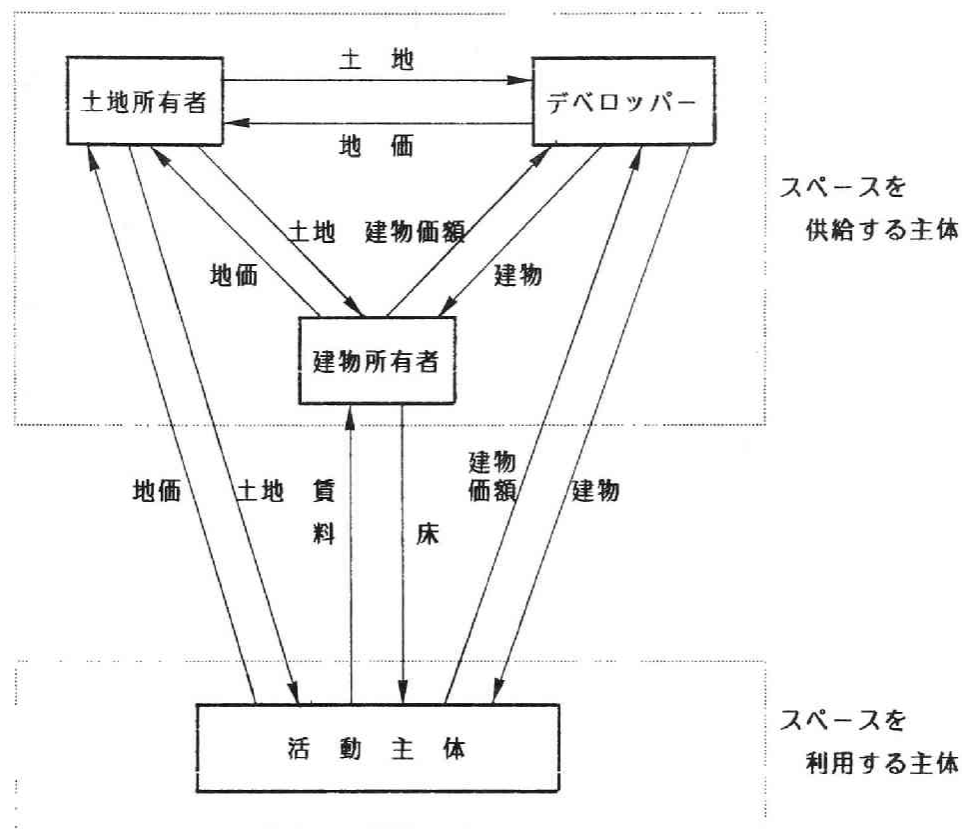 土地
土地所有者
デベロッパー
地価
スペースを
供給する主体
土地
建物価額
地価
建物
建物所有者
地価
土地
賃
料
床
建物
価額
建物
活動主体
スペースを
利用する主体